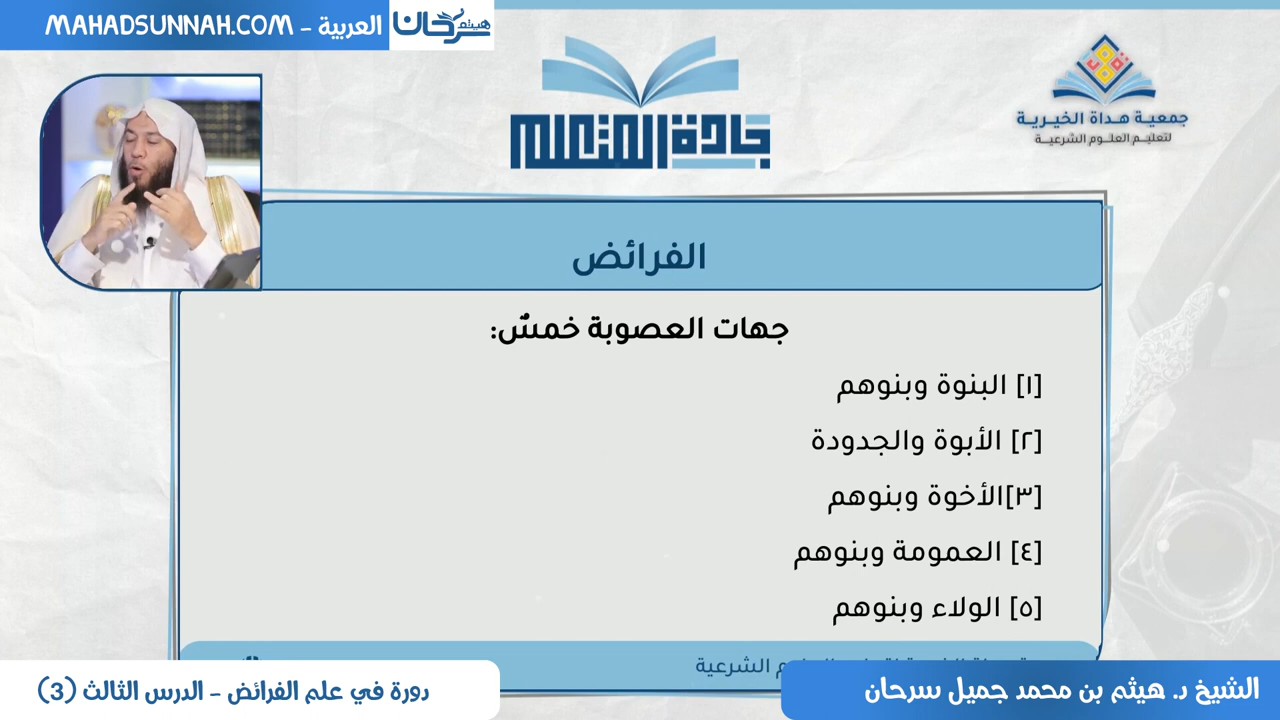 العربية - MAHADSUNNAH.COM
هيثم سرحان
جادة المتعلم
جمعية هداة الخيرية
لتعليم العلوم الشرعية
الفرائض
جهات العصوبة خمسٌ:
[١] البنوة وبنوهم
[٢] الأبوة والجدودة
[٣]الأخوة وبنوهم
[٤] العمومة وبنوهم
[٥] الولاء وبنوهم
الشرعية
الشيخ د. هيثم بن محمد جميل سرحان
دورة في علم الفرائض - الدرس الثالث (3)